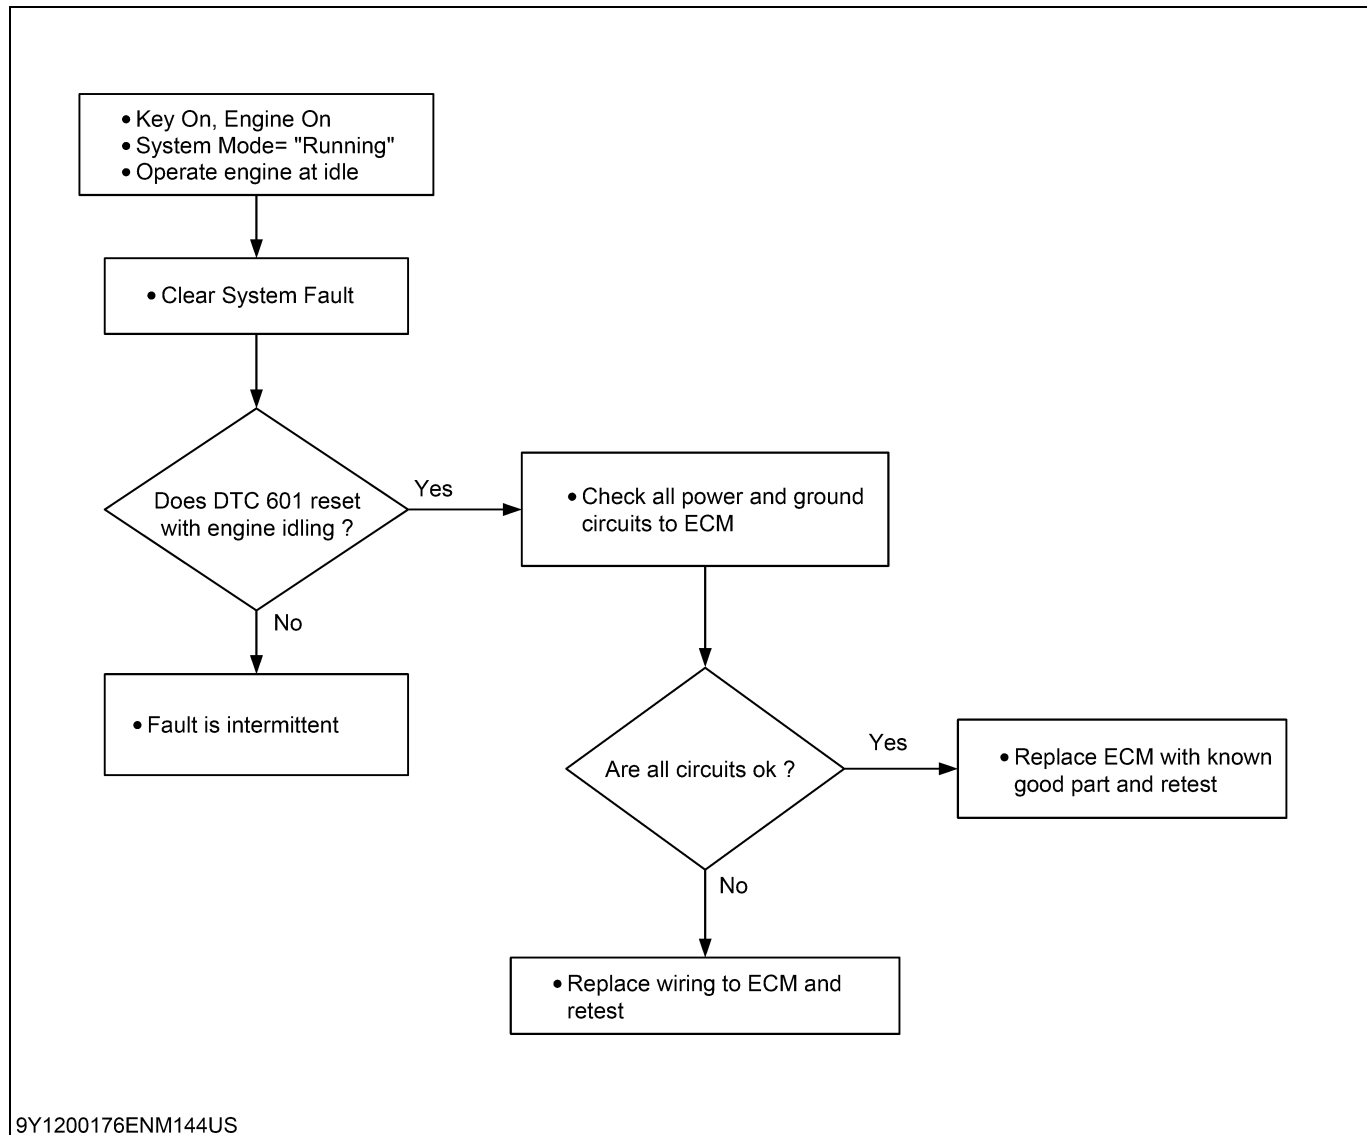 • Key On, Engine On
• System Mode= "Running"
• Operate engine at idle
• Clear System Fault
Does DTC 601 reset
with engine idling ?
Yes
No
• Check all power and ground
circuits to ECM
• Fault is intermittent
Are all circuits ok ?
Yes
No
• Replace ECM with known
good part and retest
• Replace wiring to ECM and
retest
9Y1200176ENM144US